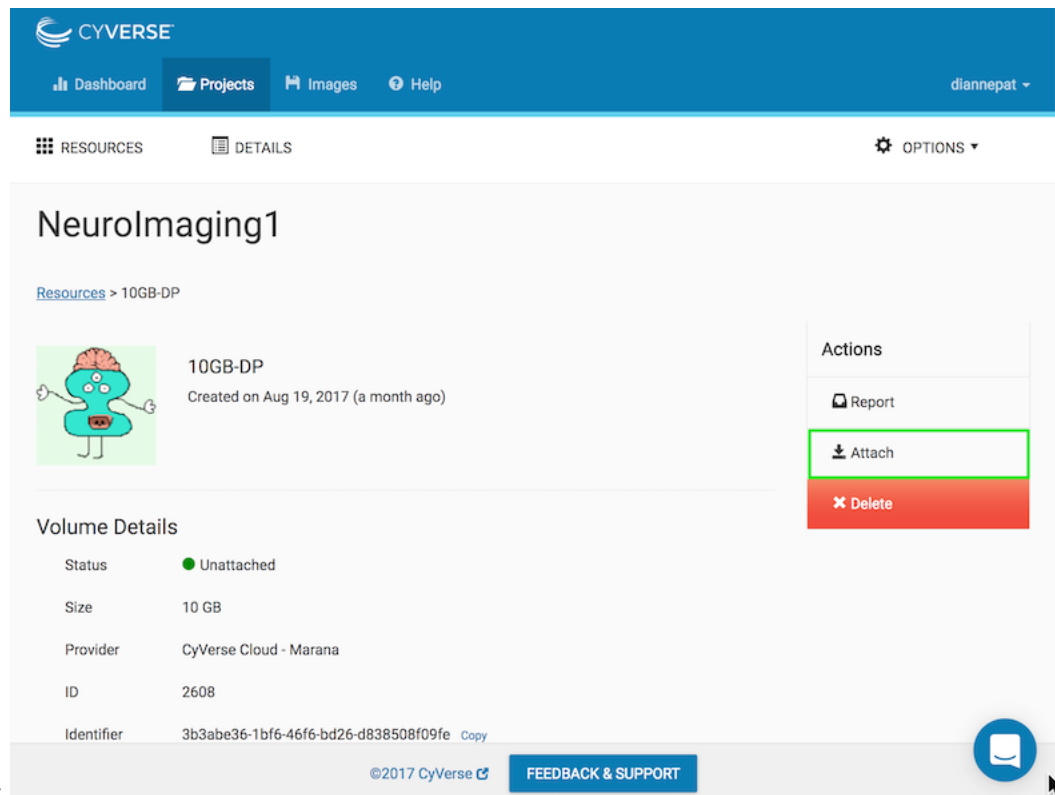 CYVERSE
Dashboard Projects Images Help diannepat
RESOURCES DETAILS OPTIONS
NeuroImaging1
Resources > 10GB-DP
10GB-DP
Created on Aug 19, 2017 (a month ago)
Actions
Report
Attach
Delete
Volume Details
Status Unattached
Size 10 GB
Provider CyVerse Cloud - Marana
ID 2608
Identifier 3b3abe36-1bf6-46f6-bd26-d838508f09fe Copy
©2017 CyVerse FEEDBACK & SUPPORT